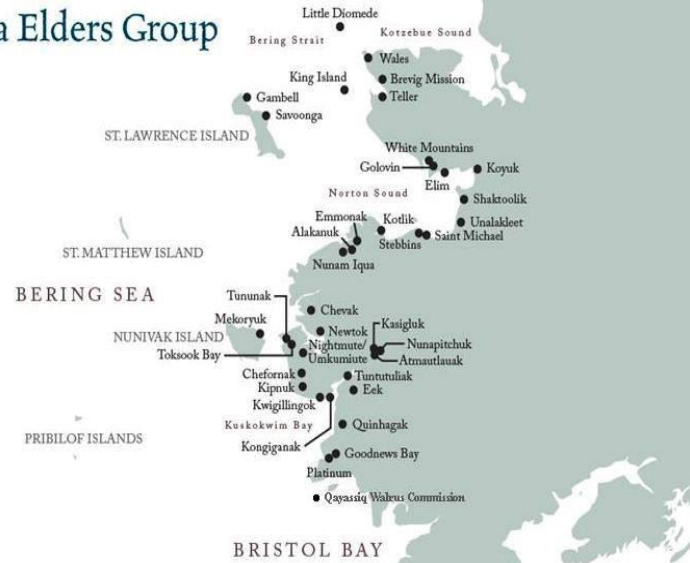 a Elders Group
Little Diomede
Bering Strait
Kotzebue Sound
Wales
King Island
Brevig Mission
Gambell
Teller
Savoonga
ST. LAWRENCE ISLAND
White Mountains
Golovin
Koyuk
Elim
Norton Sound
Shaktoolik
Emmonak
Kotlik
Unalakleet
Alakanuk
Stebbins
Saint Michael
ST. MATTHEW ISLAND
Nunam Iqua
BERING SEA
Tununak
Chevak
Mekoryuk
Kasigluk
NUNIVAK ISLAND
Newtok
Toksook Bay
Nightmute/
Umkumiute
Nunapitchuk
Atmautlauak
Chefornak
Tuntutuliak
Kipnuk
Eek
Kwigillingok
Kuskokwim Bay
Quinhagak
PRIBILOF ISLANDS
Kongiganak
Goodnews Bay
Platinum
Qayassiq Walrus Commission
BRISTOL BAY